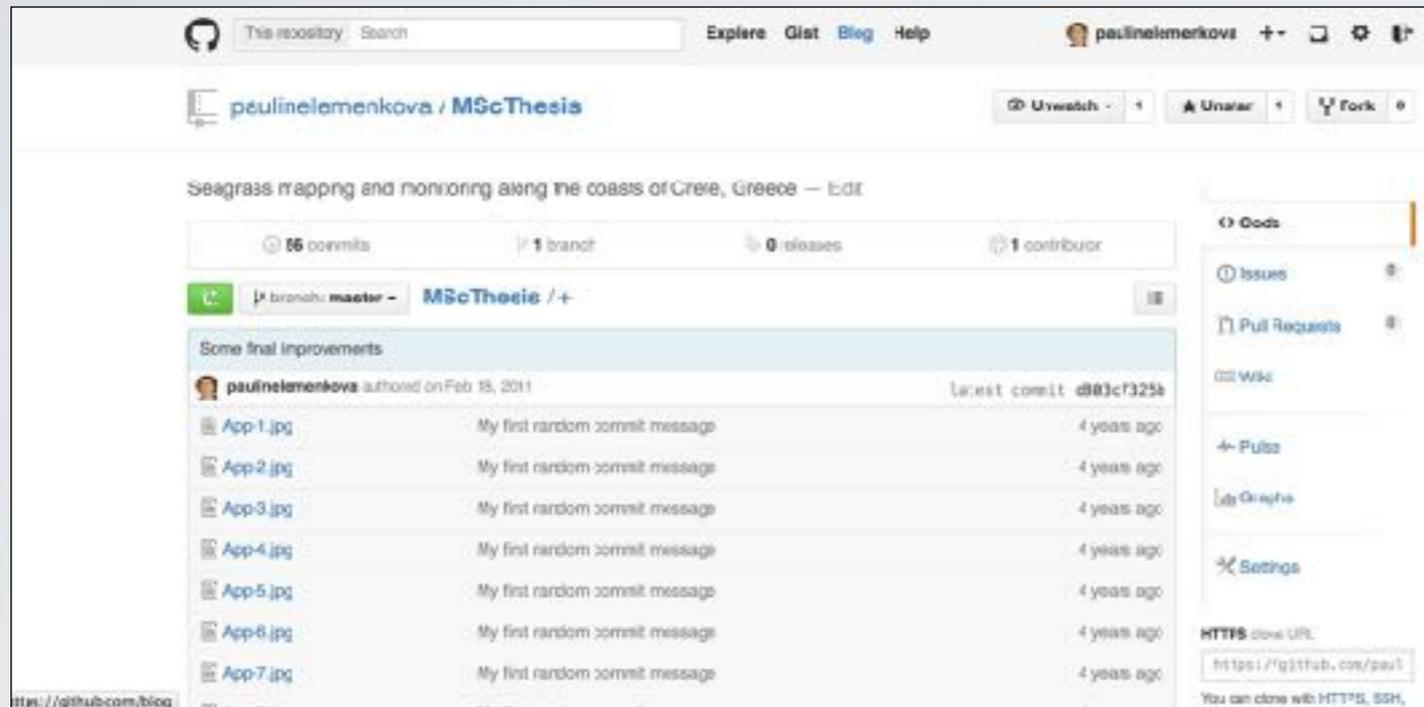 This repository Search Explore Gist Blog Help paulinelemenkova
paulinelemenkova / MScThesis Unwatch 1 Unstar 1 Fork 0
Seagrass mapping and monitoring along the coasts of Crete, Greece — Edit
commits 1 branch 0 releases 1 contributor
branch: master MScThesis / +
Some final improvements
paulinelemenkova authored on Feb 2011 latest commit
App-1.jpg My first random commit message 4 years ago
App-2.jpg My first random commit message 4 years ago
App-3.jpg My first random commit message 4 years ago
App-4.jpg My first random commit message 4 years ago
App-5.jpg My first random commit message 4 years ago
App-6.jpg My first random commit message 4 years ago
App-7.jpg My first random commit message 4 years ago
<> Code
Issues 0
Pull Requests 0
Wiki
Pulse
Graphs
Settings
HTTPS clone URL
https://github.com/paul
You can clone with HTTPS, SSH,
https://github.com/blog